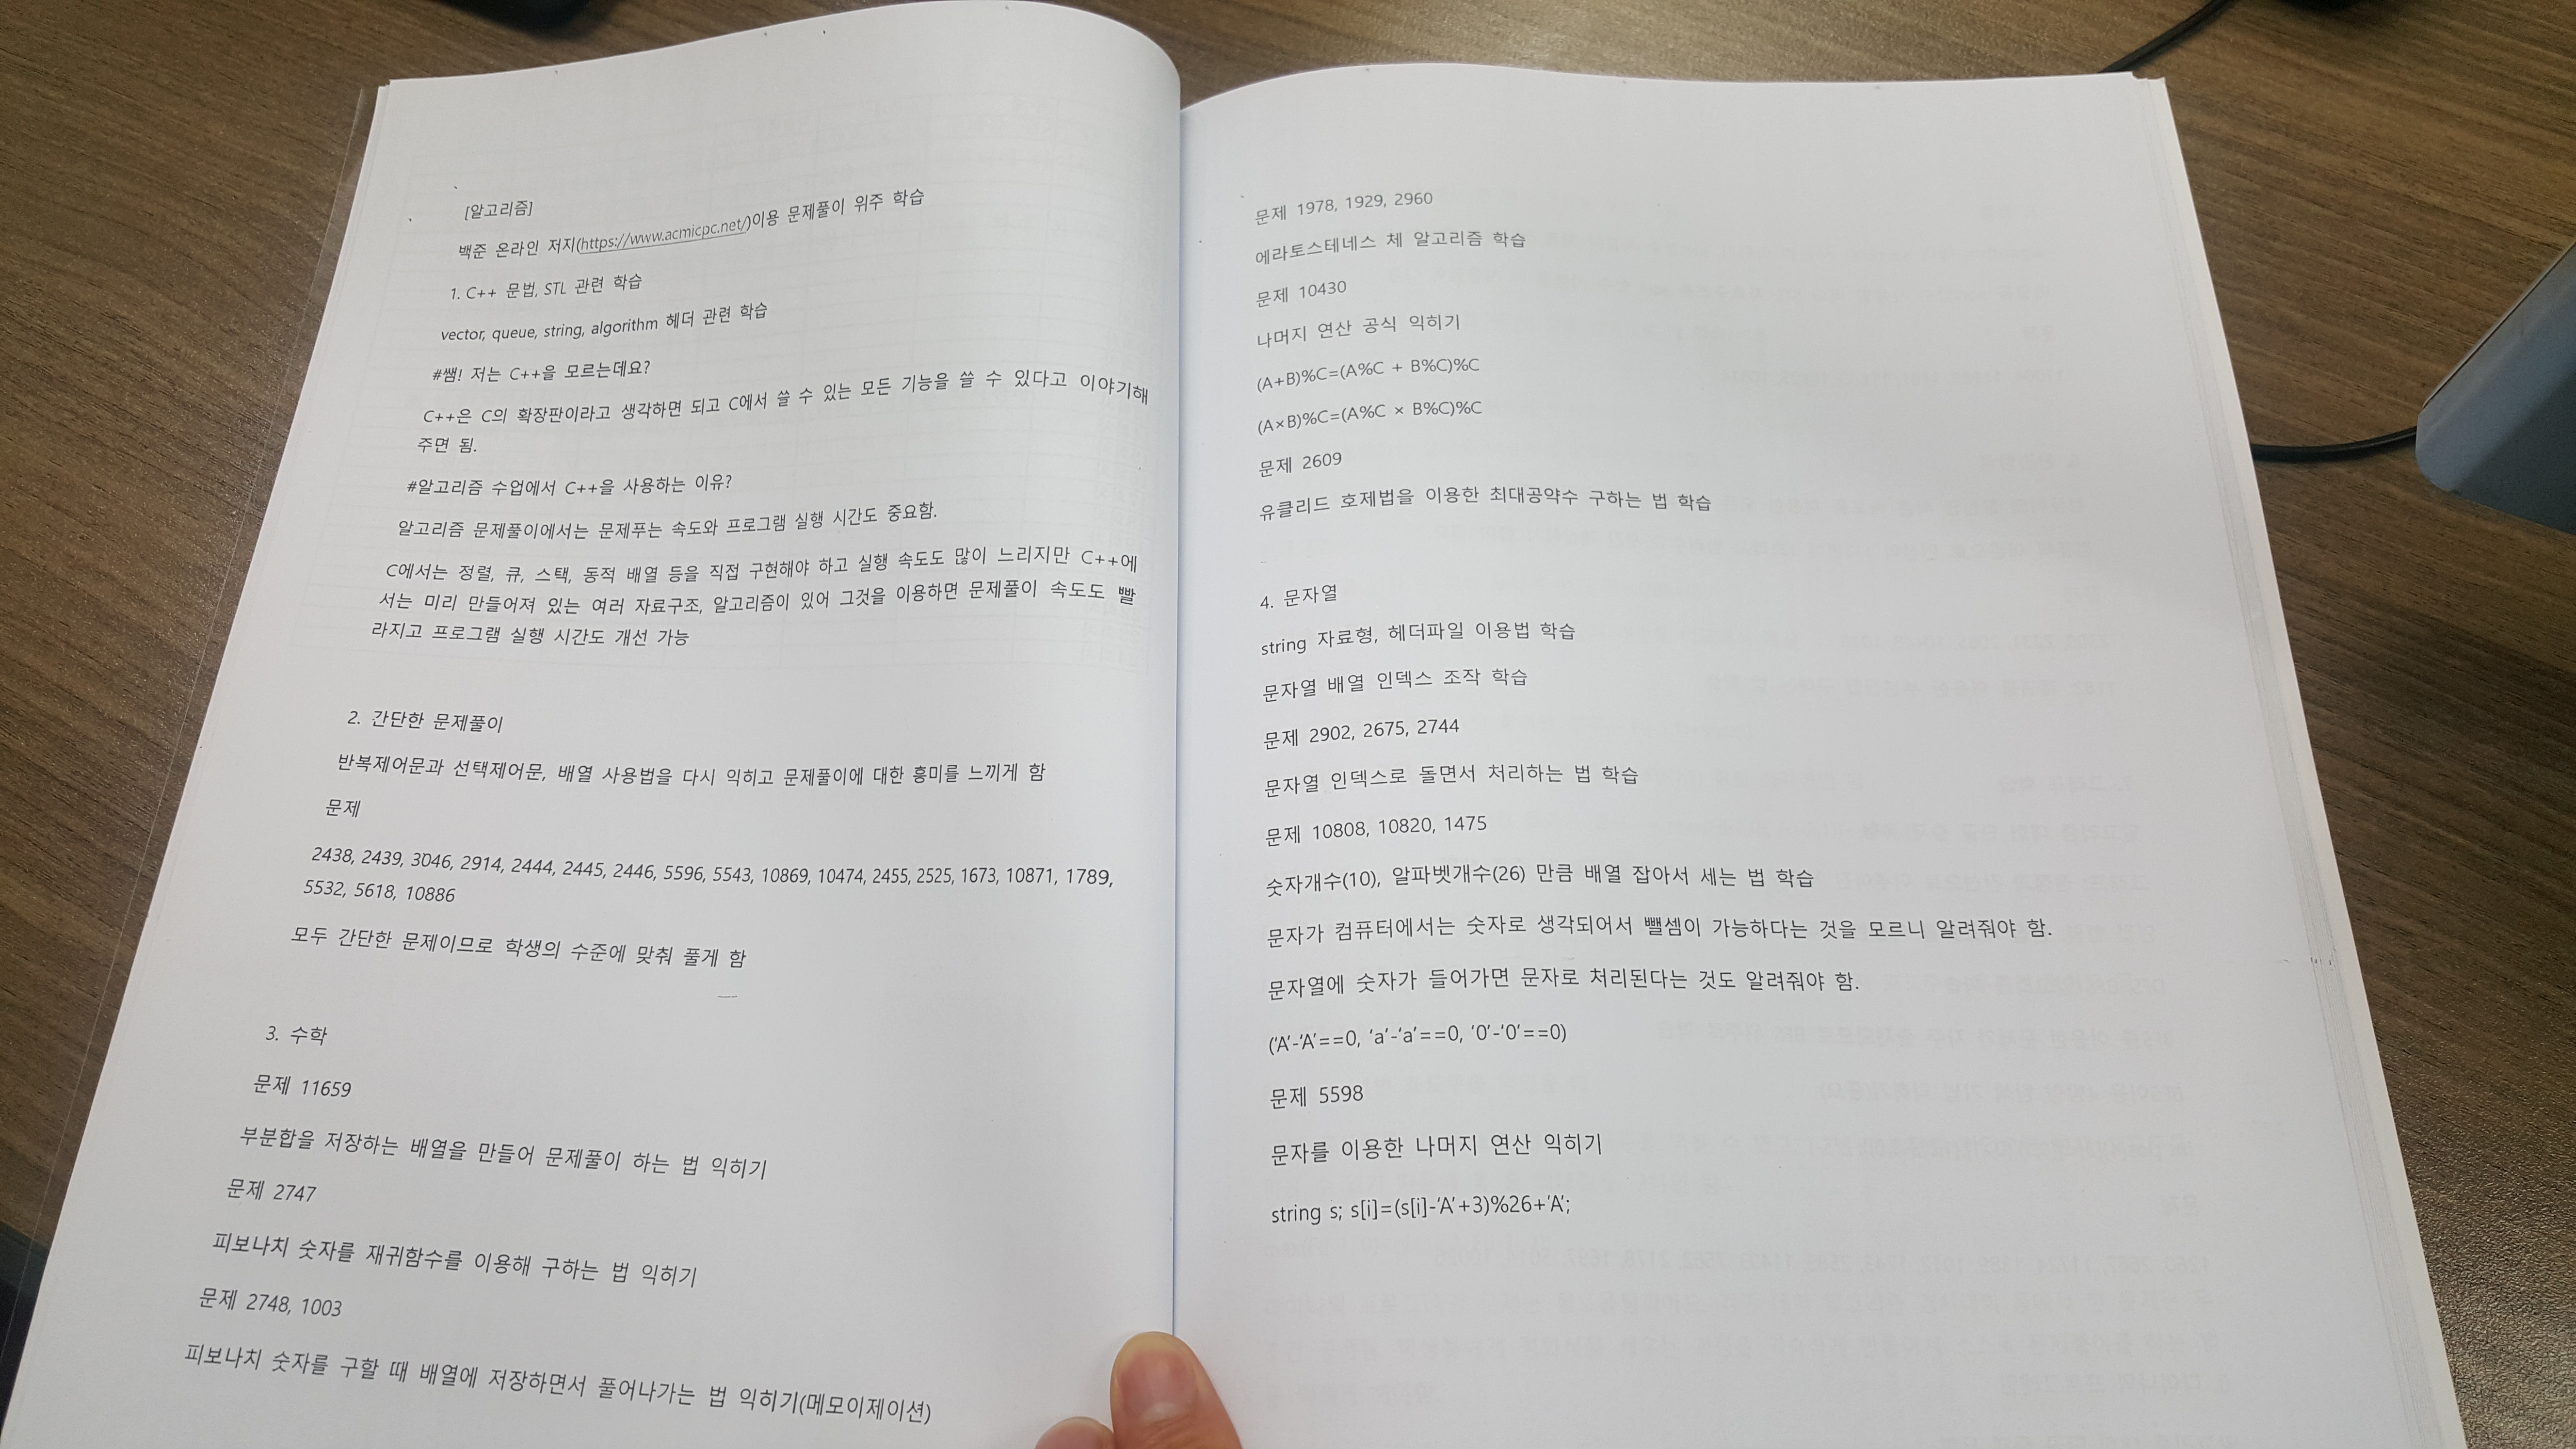 [알고리즘]
백준 온라인 저지(https://www.acmicpc.net/)이용 문제풀이 위주 학습
1. C++ 문법, STL 관련 학습
vector, queue, string, algorithm 헤더 관련 학습
#쌤! 저는 C++을 모르는데요?
C++은 C의 확장판이라고 생각하면 되고 C에서 쓸 수 있는 모든 기능을 쓸 수 있다고 이야기해
주면 됨.
#알고리즘 수업에서 C++을 사용하는 이유?
알고리즘 문제풀이에서는 문제푸는 속도와 프로그램 실행 시간도 중요함.
C에서는 정렬, 큐, 스택, 동적 배열 등을 직접 구현해야 하고 실행 속도도 많이 느리지만 C++에
서는 미리 만들어져 있는 여러 자료구조, 알고리즘이 있어 그것을 이용하면 문제풀이 속도도 빨
라지고 프로그램 실행 시간도 개선 가능
2. 간단한 문제풀이
반복제어문과 선택제어문, 배열 사용법을 다시 익히고 문제풀이에 대한 흥미를 느끼게 함
문제
2438, 2439, 3046, 2914, 2444, 2445, 2446, 5596, 5543, 10869, 10474, 2455, 2525, 1673, 10871, 1789,
5532, 5618, 10886
모두 간단한 문제이므로 학생의 수준에 맞춰 풀게 함
3. 수학
문제 11659
부분합을 저장하는 배열을 만들어 문제풀이 하는 법 익히기
문제 2747
피보나치 숫자를 재귀함수를 이용해 구하는 법 익히기
문제 2748, 1003
피보나치 숫자를 구할 때 배열에 저장하면서 풀어나가는 법 익히기(메모이제이션)
문제 1978, 1929, 2960
에라토스테네스 체 알고리즘 학습
문제 10430
나머지 연산 공식 익히기
(A+B)%C=(A%C + B%C)%C
(A×B)%C=(A%C × B%C)%C
문제 2609
유클리드 호제법을 이용한 최대공약수 구하는 법 학습
4. 문자열
string 자료형, 헤더파일 이용법 학습
문자열 배열 인덱스 조작 학습
문제 2902, 2675, 2744
문자열 인덱스로 돌면서 처리하는 법 학습
문제 10808, 10820, 1475
숫자개수(10), 알파벳개수(26) 만큼 배열 잡아서 세는 법 학습
문자가 컴퓨터에서는 숫자로 생각되어서 뺄셈이 가능하다는 것을 모르니 알려줘야 함.
문자열에 숫자가 들어가면 문자로 처리된다는 것도 알려줘야 함.
('A'-'A'==0, 'a'-'a'==0, '0'-'0'==0)
문제 5598
문자를 이용한 나머지 연산 익히기
string s; s[i]=(s[i]-'A'+3)%26+'A';